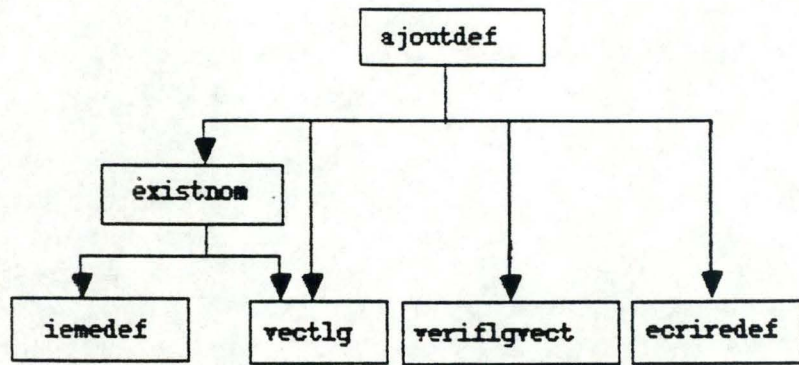 ajoutdef
existnom
iemedef
vectlg
veriflgvect
ecriredef